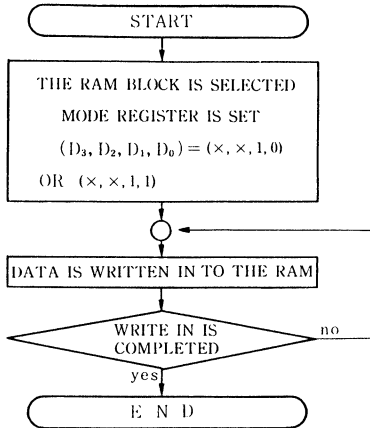 START
THE RAM BLOCK IS SELECTED
MODE REGISTER IS SET
(D₃, D₂, D₁, D₀) = (×, ×, 1, 0)
OR (×, ×, 1, 1)
DATA IS WRITTEN IN TO THE RAM
WRITE IN IS
COMPLETED
no
yes
E N D